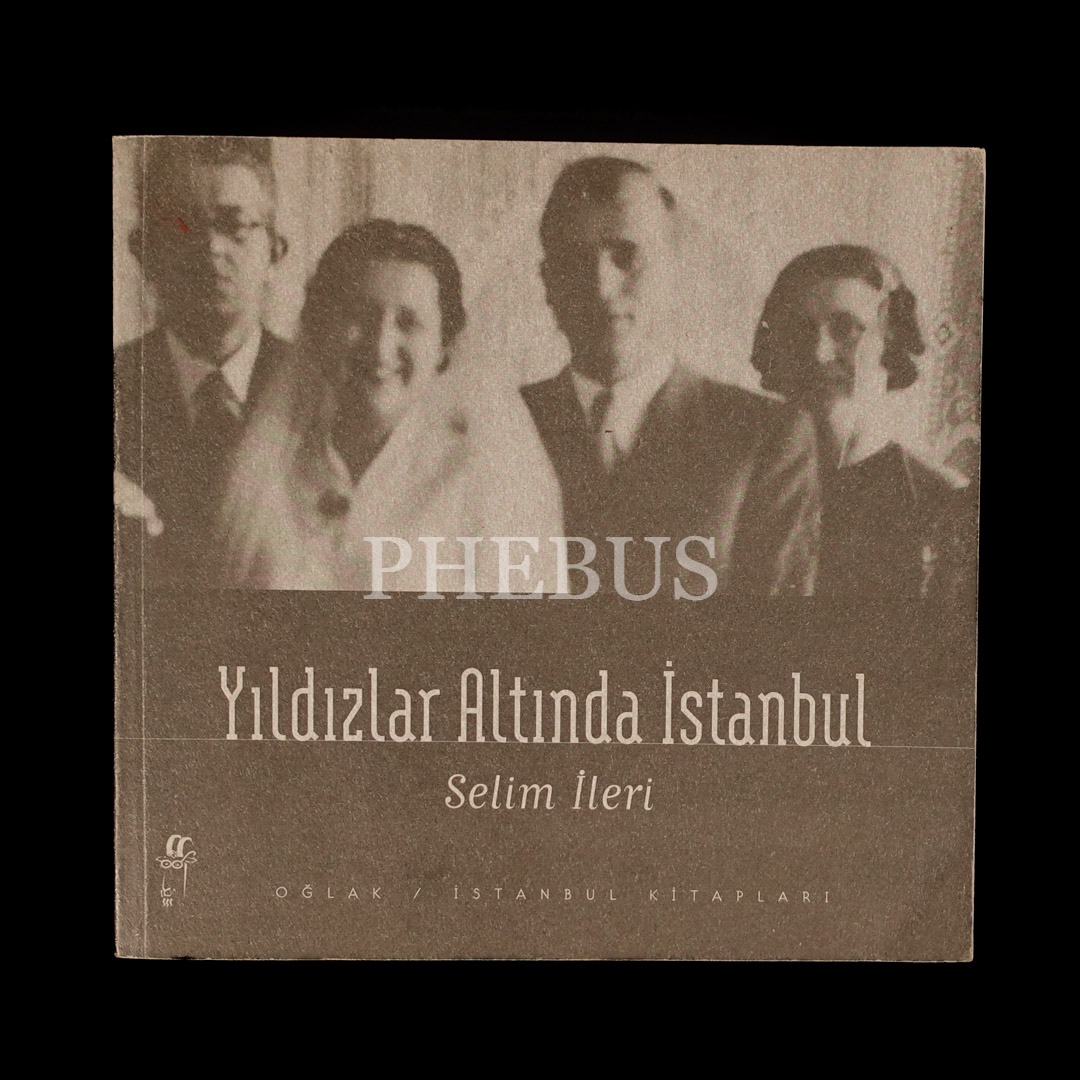 PHEBUS
Yıldızlar Altında İstanbul
Selim İleri
OĞLAK / İSTANBUL KİTAPLARI